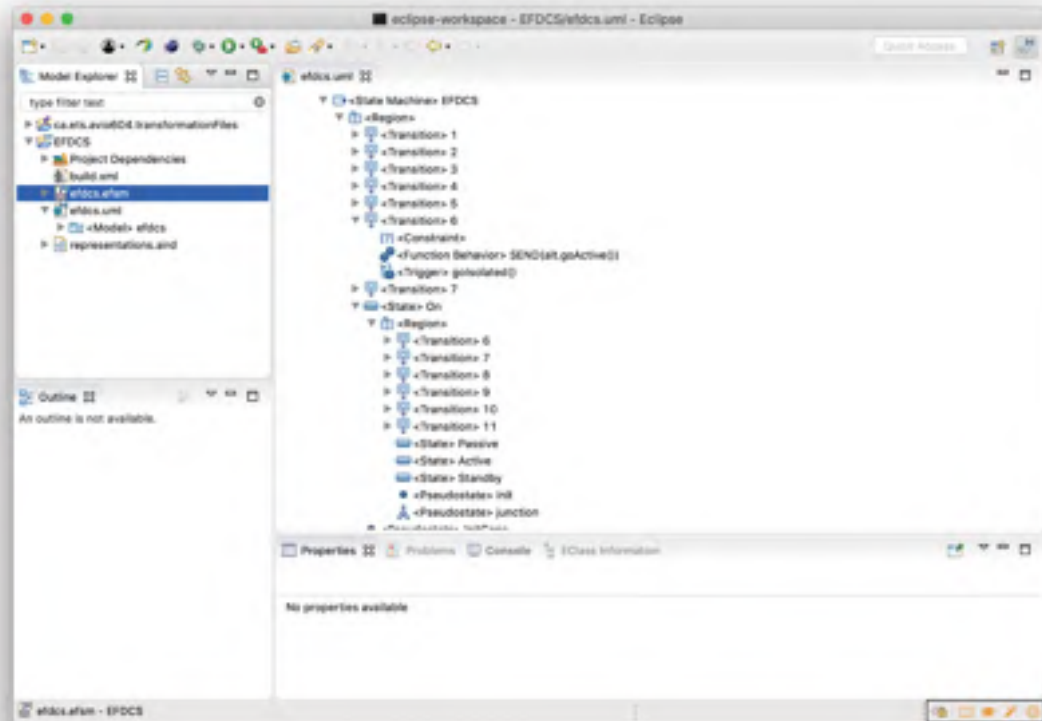 eclipse-workspace - EFDCS/efdcs.uml - Eclipse
Quick Access
Model Explorer
type filter text
ca.ets.avio604.transformationFiles
EFDCS
Project Dependencies
build.xml
efdcs.efsm
efdcs.uml
<Model> efdcs
representations.aird
Outline
An outline is not available.
efdcs.uml
<State Machine> EFDCS
<Region>
<Transition> 1
<Transition> 2
<Transition> 3
<Transition> 4
<Transition> 5
<Transition> 6
<Constraint>
<Function Behavior> SEND(alt.goActive())
<Trigger> goIsolated()
<Transition> 7
<State> On
<Region>
<Transition> 6
<Transition> 7
<Transition> 8
<Transition> 9
<Transition> 10
<Transition> 11
<State> Passive
<State> Active
<State> Standby
<Pseudostate> init
<Pseudostate> junction
Properties
Problems
Console
EClass Information
No properties available
efdcs.efsm - EFDCS